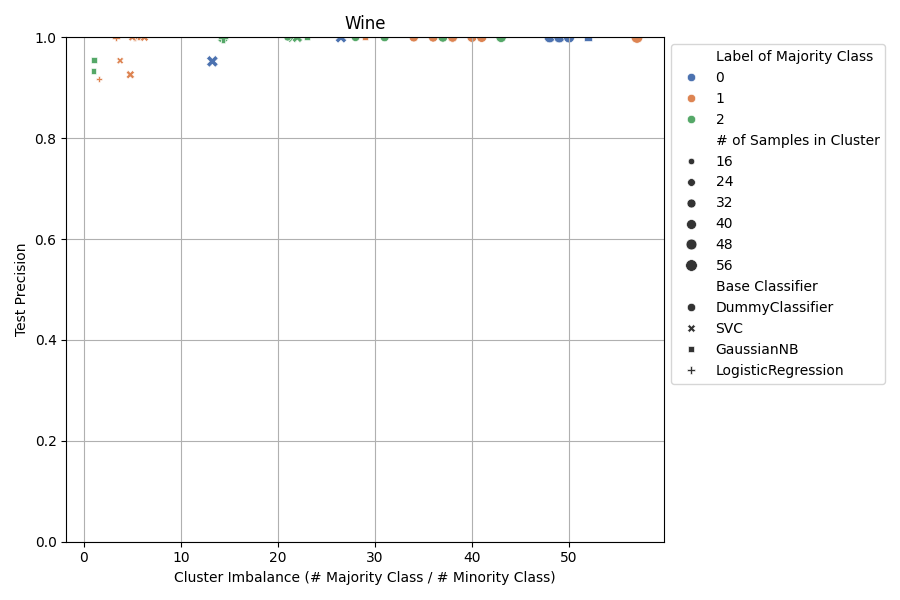 Wine
1.0
0.8
0.6
0.4
0.2
0.0
Test Precision
0
10
20
30
40
50
Cluster Imbalance (# Majority Class / # Minority Class)
Label of Majority Class
0
1
2
# of Samples in Cluster
16
24
32
40
48
56
Base Classifier
DummyClassifier
SVC
GaussianNB
LogisticRegression